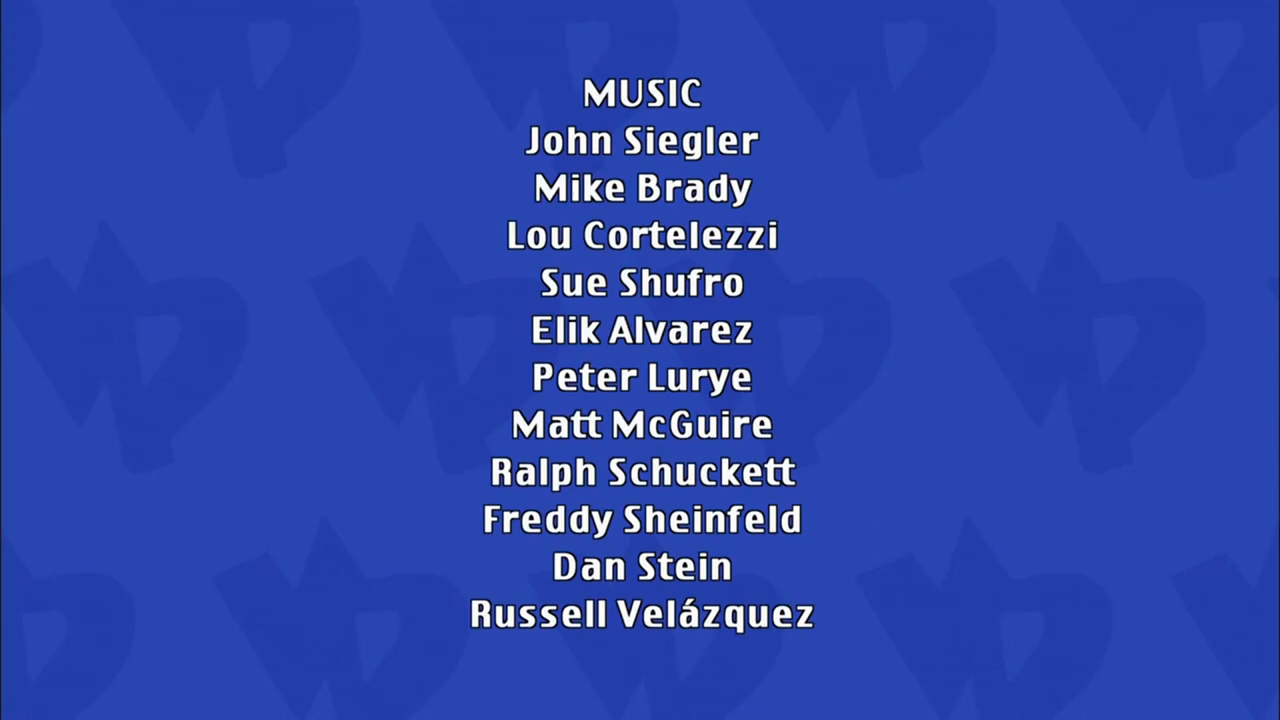 MUSIC
John Siegler
Mike Brady
Lou Cortelezzi
Sue Shufro
Elik Alvarez
Peter Lurye
Matt McGuire
Ralph Schuckett
Freddy Sheinfeld
Dan Stein
Russell Velázquez